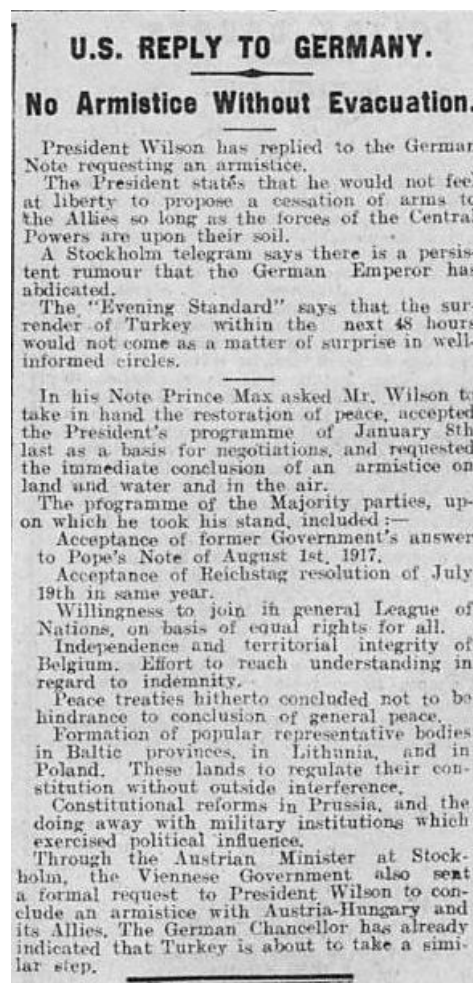 U.S. REPLY TO GERMANY.
No Armistice Without Evacuation.
President Wilson has replied to the German
Note requesting an armistice.
The President states that he would not feel
at liberty to propose a cessation of arms to
the Allies so long as the forces of the Central
Powers are upon their soil.
A Stockholm telegram says there is a persis-
tent rumour that the German Emperor has
abdicated.
The "Evening Standard" says that the sur-
render of Turkey within the next 48 hours
would not come as a matter of surprise in well-
informed circles.
In his Note Prince Max asked Mr. Wilson to
take in hand the restoration of peace, accepted
the President's programme of January 8th
last as a basis for negotiations, and requested
the immediate conclusion of an armistice on
land and water and in the air.
The programme of the Majority parties, up-
on which he took his stand, included :—
Acceptance of former Government's answer
to Pope's Note of August 1st, 1917.
Acceptance of Reichstag resolution of July
19th in same year.
Willingness to join in general League of
Nations, on basis of equal rights for all.
Independence and territorial integrity of
Belgium. Effort to reach understanding in
regard to indemnity.
Peace treaties hitherto concluded not to be
hindrance to conclusion of general peace.
Formation of popular representative bodies
in Baltic provinces, in Lithunia, and in
Poland. These lands to regulate their con-
stitution without outside interference.
Constitutional reforms in Prussia, and the
doing away with military institutions which
exercised political influence.
Through the Austrian Minister at Stock-
holm, the Viennese Government also sent
a formal request to President Wilson to con-
clude an armistice with Austria-Hungary and
its Allies. The German Chancellor has already
indicated that Turkey is about to take a simi-
lar step.